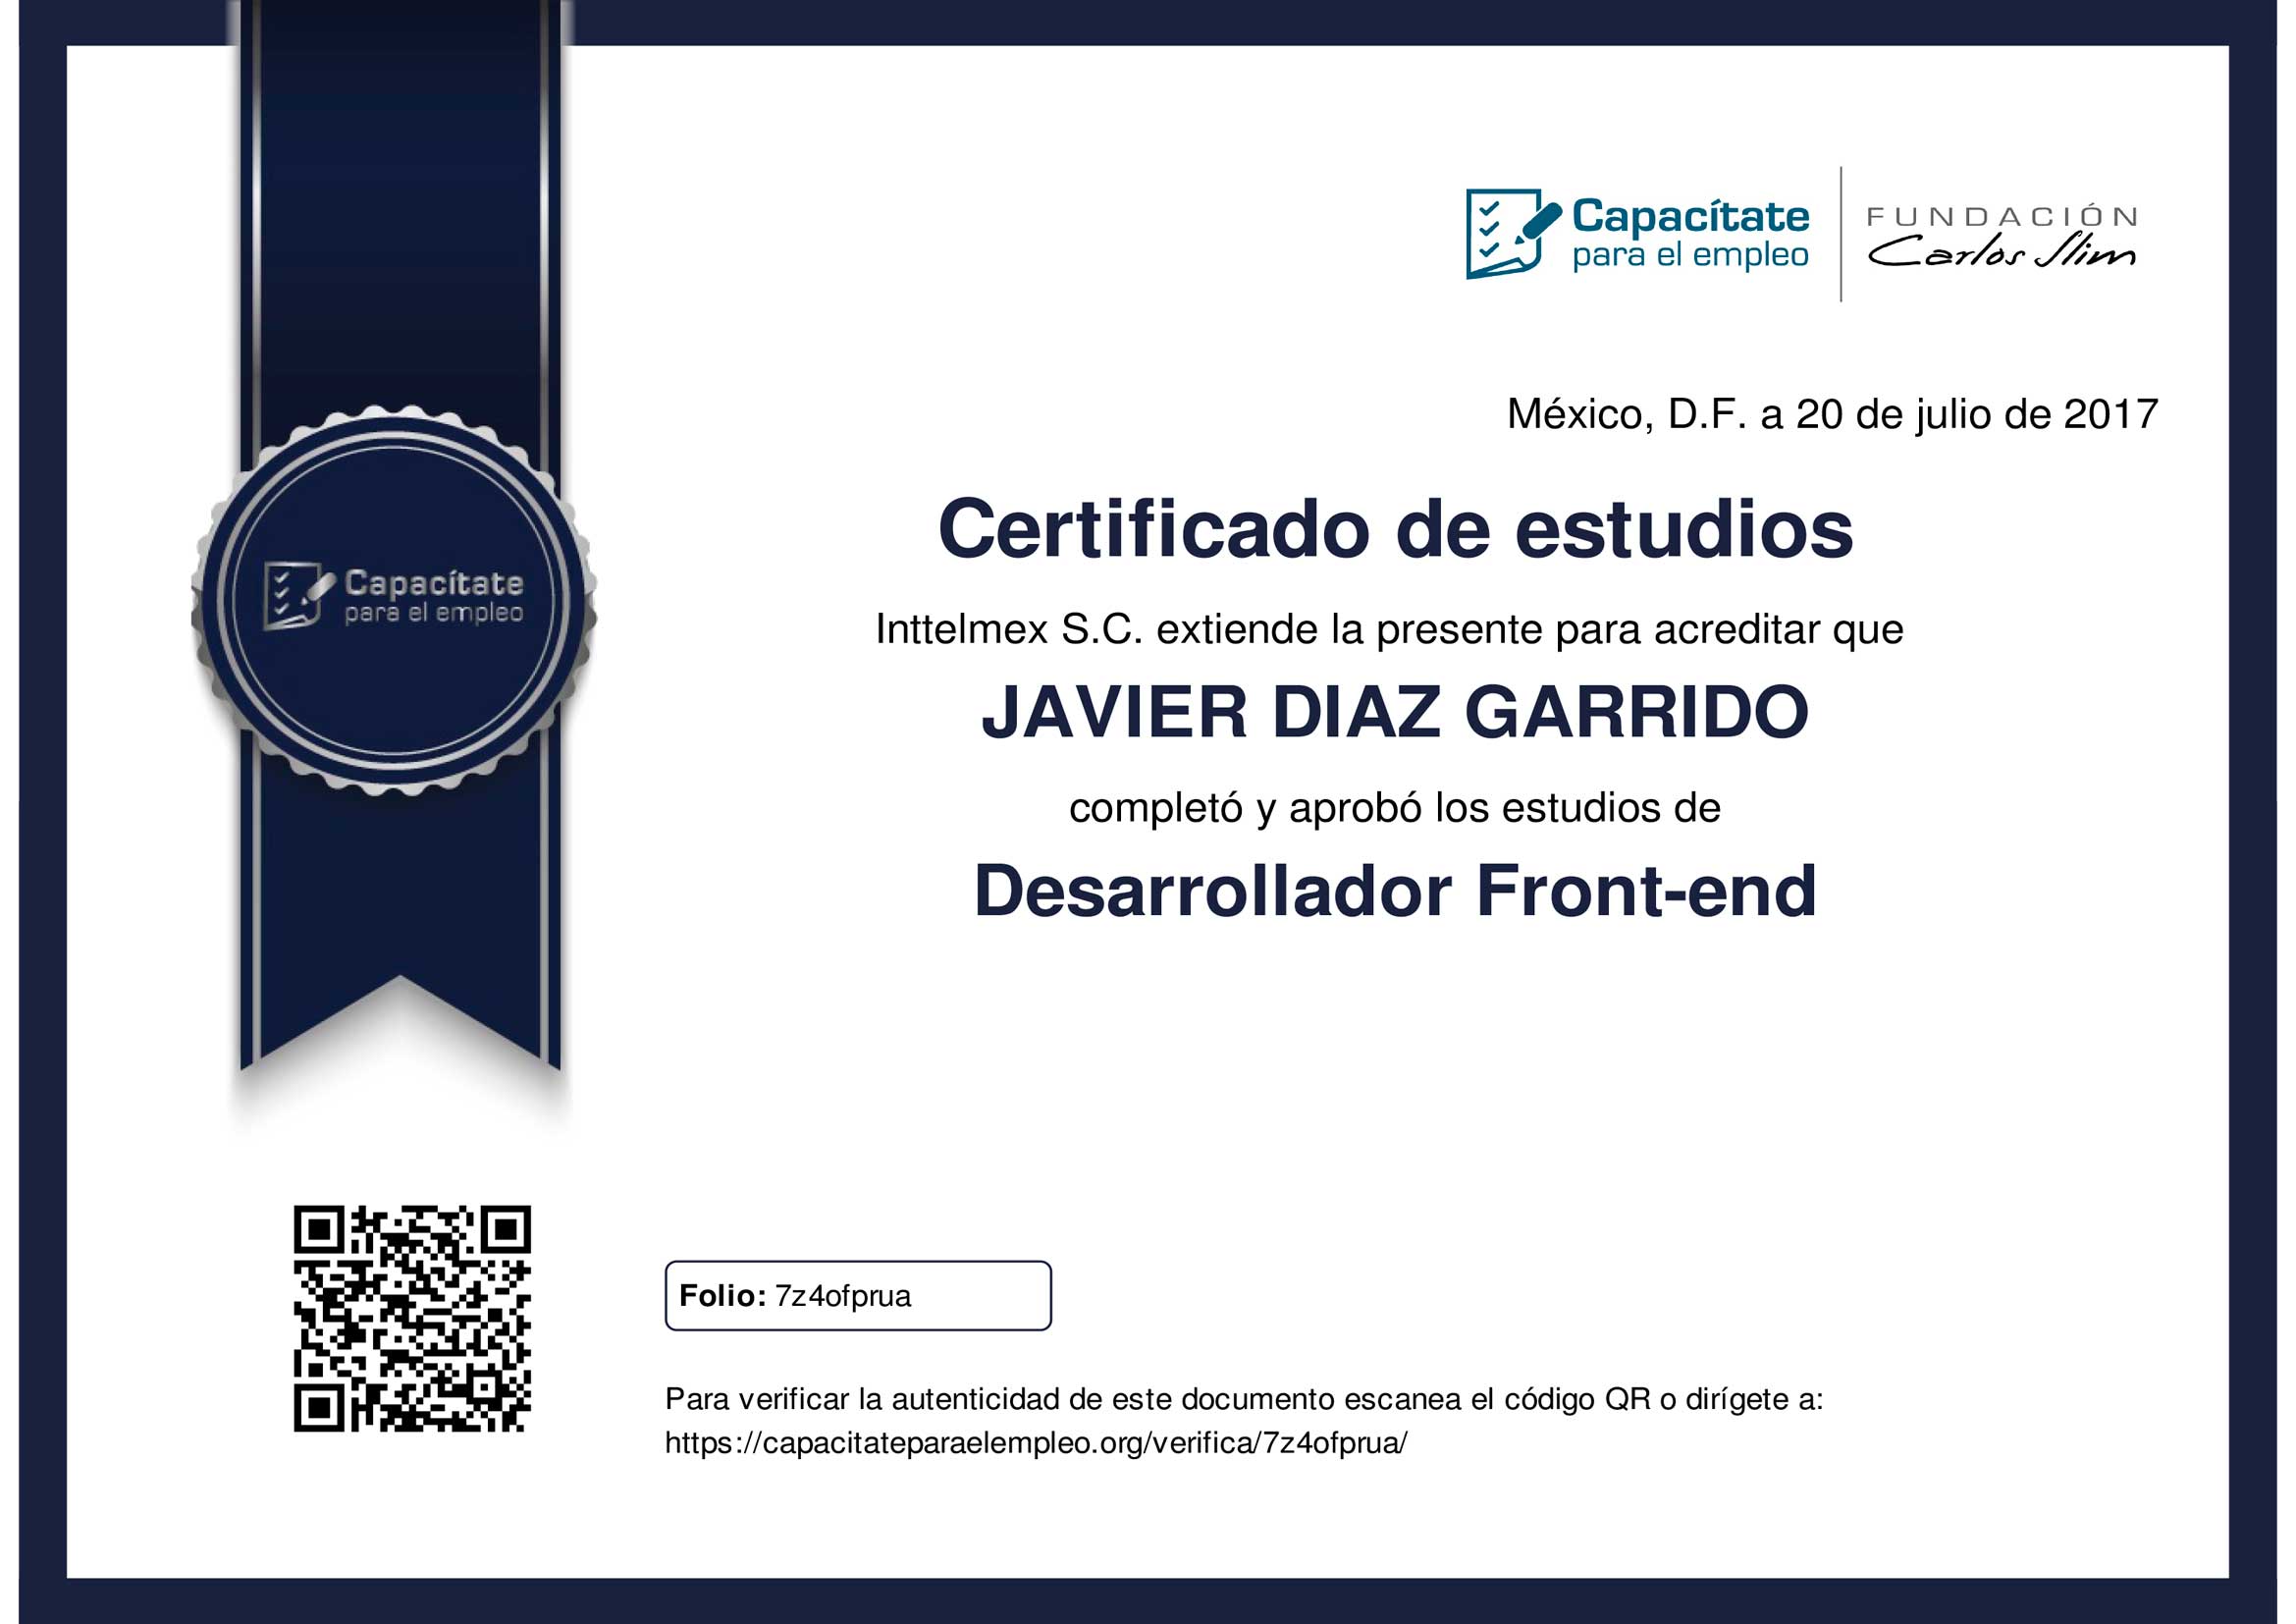 Capacítate
para el empleo
FUNDACIÓN
Carlos Slim
México, D.F. a 20 de julio de 2017
Certificado de estudios
Inttelmex S.C. extiende la presente para acreditar que
JAVIER DIAZ GARRIDO
completó y aprobó los estudios de
Desarrollador Front-end
Capacítate
para el empleo
Folio: 7z4ofprua
Para verificar la autenticidad de este documento escanea el código QR o dirígete a:
https://capacitateparaelempleo.org/verifica/7z4ofprua/